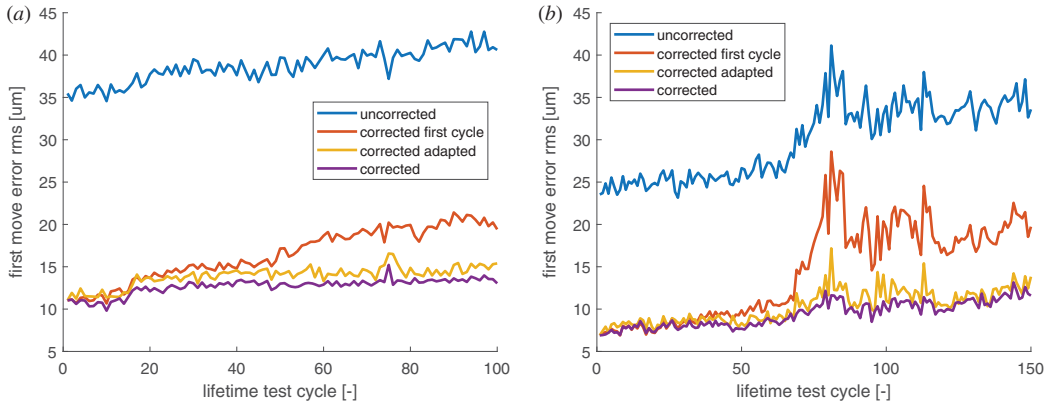 (a)
45
40
35
30
25
20
15
10
5
first move error rms [um]
uncorrected
corrected first cycle
corrected adapted
corrected
0
20
40
60
80
100
lifetime test cycle [-]
(b)
45
40
35
30
25
20
15
10
5
first move error rms [um]
uncorrected
corrected first cycle
corrected adapted
corrected
0
50
100
150
lifetime test cycle [-]